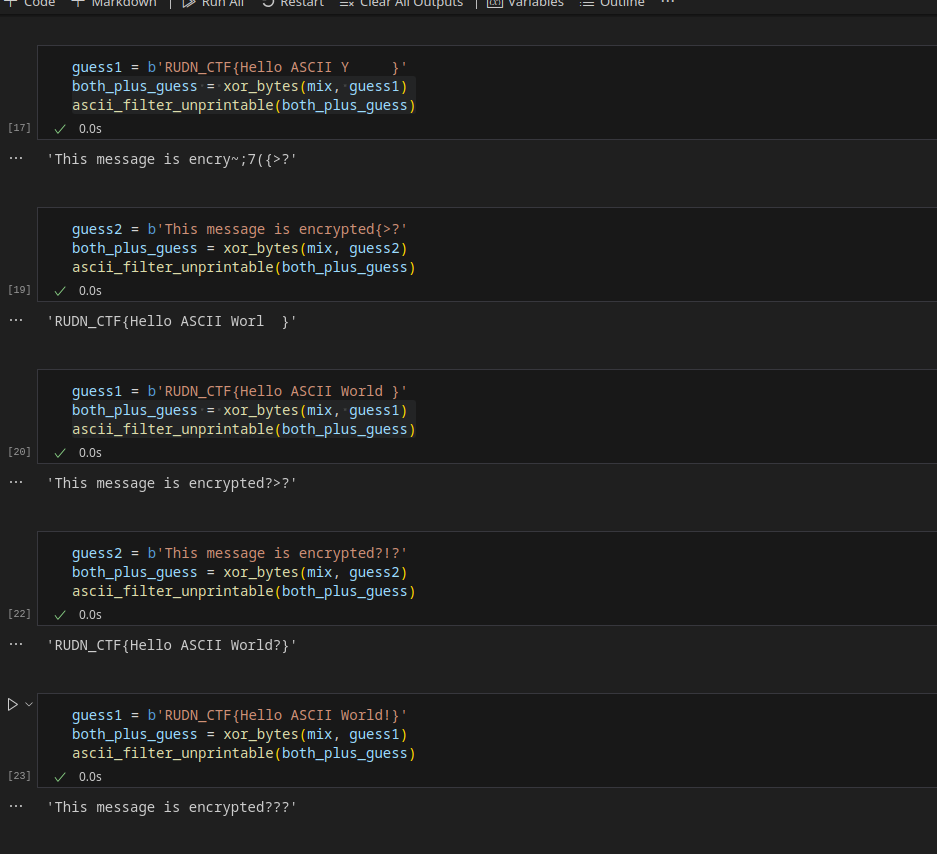 Code Markdown Run All Restart Clear All Outputs Variables Outline ...
guess1 = b'RUDN_CTF{Hello ASCII Y     }'
both_plus_guess = xor_bytes(mix, guess1)
ascii_filter_unprintable(both_plus_guess)
[17] 0.0s
... 'This message is encry~;7({>?'
guess2 = b'This message is encrypted{>?'
both_plus_guess = xor_bytes(mix, guess2)
ascii_filter_unprintable(both_plus_guess)
[19] 0.0s
... 'RUDN_CTF{Hello ASCII Worl  }'
guess1 = b'RUDN_CTF{Hello ASCII World }'
both_plus_guess = xor_bytes(mix, guess1)
ascii_filter_unprintable(both_plus_guess)
[20] 0.0s
... 'This message is encrypted?>?'
guess2 = b'This message is encrypted?!?'
both_plus_guess = xor_bytes(mix, guess2)
ascii_filter_unprintable(both_plus_guess)
[22] 0.0s
... 'RUDN_CTF{Hello ASCII World?}'
guess1 = b'RUDN_CTF{Hello ASCII World!}'
both_plus_guess = xor_bytes(mix, guess1)
ascii_filter_unprintable(both_plus_guess)
[23] 0.0s
... 'This message is encrypted???'